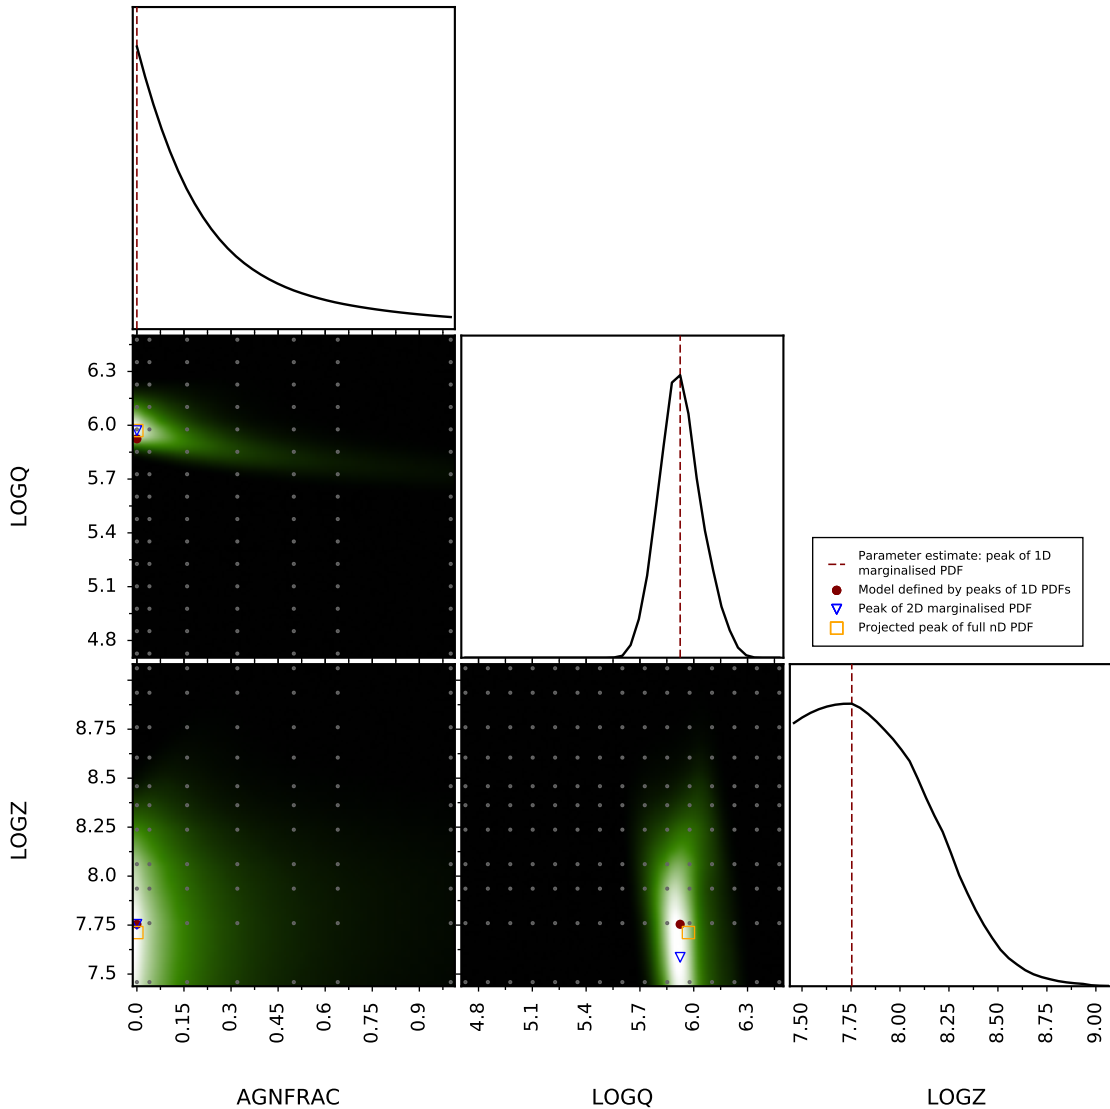 6.3
6.0
5.7
5.4
5.1
4.8
LOGQ
Parameter estimate: peak of 1D
marginalised PDF
Model defined by peaks of 1D PDFs
Peak of 2D marginalised PDF
Projected peak of full nD PDF
8.75
8.5
8.25
8.0
7.75
7.5
LOGZ
0.0 0.15 0.3 0.45 0.6 0.75 0.9
4.8 5.1 5.4 5.7 6.0 6.3
7.50 7.75 8.00 8.25 8.50 8.75 9.00
AGNFRAC LOGQ LOGZ